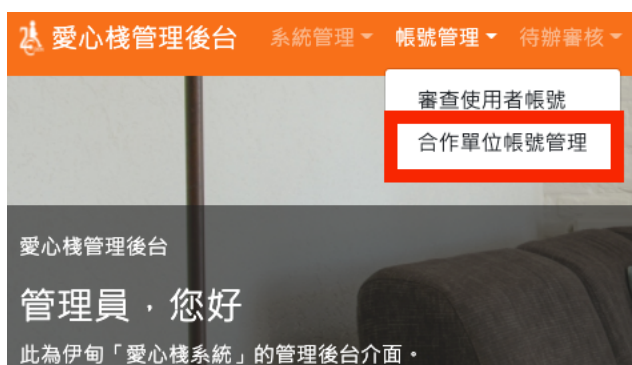 愛心棧管理後台 系統管理 帳號管理 待辦審核
審查使用者帳號
合作單位帳號管理
愛心棧管理後台
管理員，您好
此為伊甸「愛心棧系統」的管理後台介面。